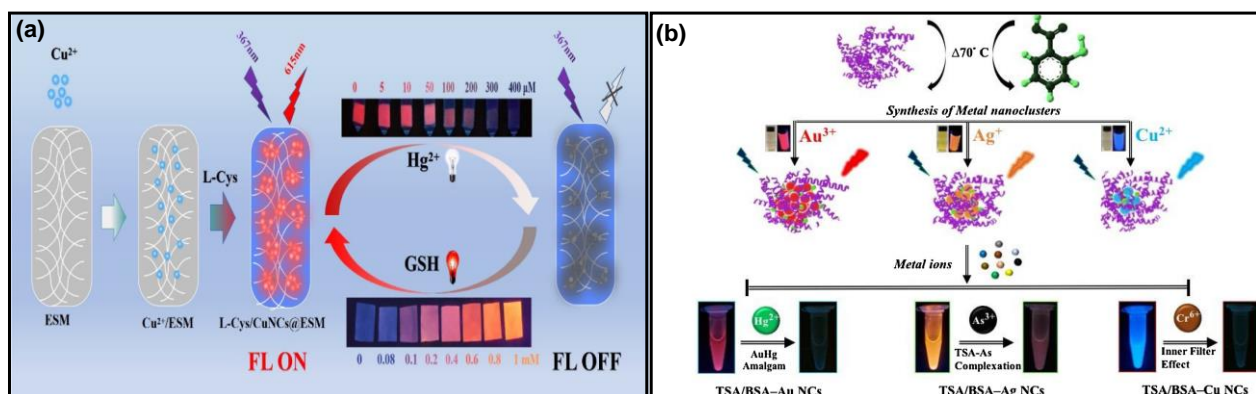 (a)
Cu2+
367nm
615nm
0 5 10 50 100 200 300 400 μM
367nm
L-Cys
Hg2+
GSH
ESM
Cu2+/ESM
L-Cys/CuNCs@ESM
0 0.08 0.1 0.2 0.4 0.6 0.8 1 mM
FL ON
FL OFF
(b)
Δ70° C
Synthesis of Metal nanoclusters
Au3+
Ag+
Cu2+
Metal ions
Hg2+
AuHg
Amalgam
As3+
TSA-As
Complexation
Cr6+
Inner Filter
Effect
TSA/BSA–Au NCs
TSA/BSA–Ag NCs
TSA/BSA–Cu NCs